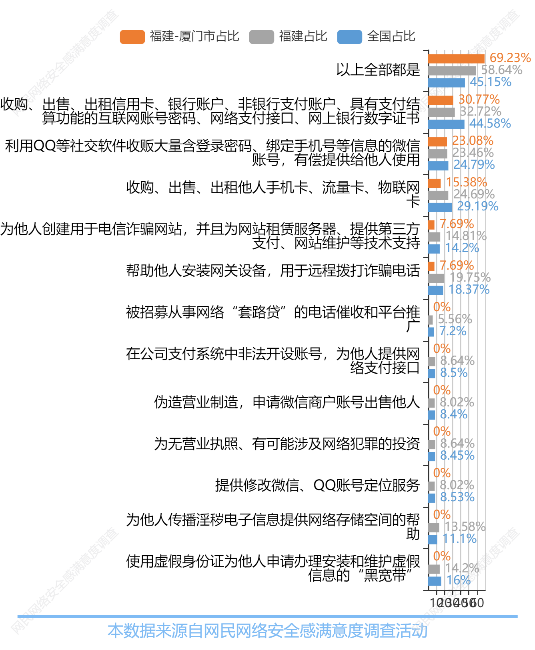 福建-厦门市占比 福建占比 全国占比
以上全部都是
69.23%
58.64%
45.15%
收购、出售、出租信用卡、银行账户、非银行支付账户、具有支付结
算功能的互联网账号密码、网络支付接口、网上银行数字证书
30.77%
32.72%
44.58%
利用QQ等社交软件收贩大量含登录密码、绑定手机号等信息的微信
账号，有偿提供给他人使用
23.08%
23.46%
24.79%
收购、出售、出租他人手机卡、流量卡、物联网
卡
15.38%
24.69%
29.19%
为他人创建用于电信诈骗网站，并且为网站租赁服务器、提供第三方
支付、网站维护等技术支持
7.69%
14.81%
14.2%
帮助他人安装网关设备，用于远程拨打诈骗电话
7.69%
19.75%
18.37%
被招募从事网络“套路贷”的电话催收和平台推
广
0%
5.56%
7.2%
在公司支付系统中非法开设账号，为他人提供网
络支付接口
0%
8.64%
8.5%
伪造营业制造，申请微信商户账号出售他人
0%
8.02%
8.4%
为无营业执照、有可能涉及网络犯罪的投资
0%
8.64%
8.45%
提供修改微信、QQ账号定位服务
0%
8.02%
8.53%
为他人传播淫秽电子信息提供网络存储空间的帮
助
0%
13.58%
11.1%
使用虚假身份证为他人申请办理安装和维护虚假
信息的“黑宽带”
0%
14.2%
16%
10 20 30 40 50 60
本数据来源自网民网络安全感满意度调查活动